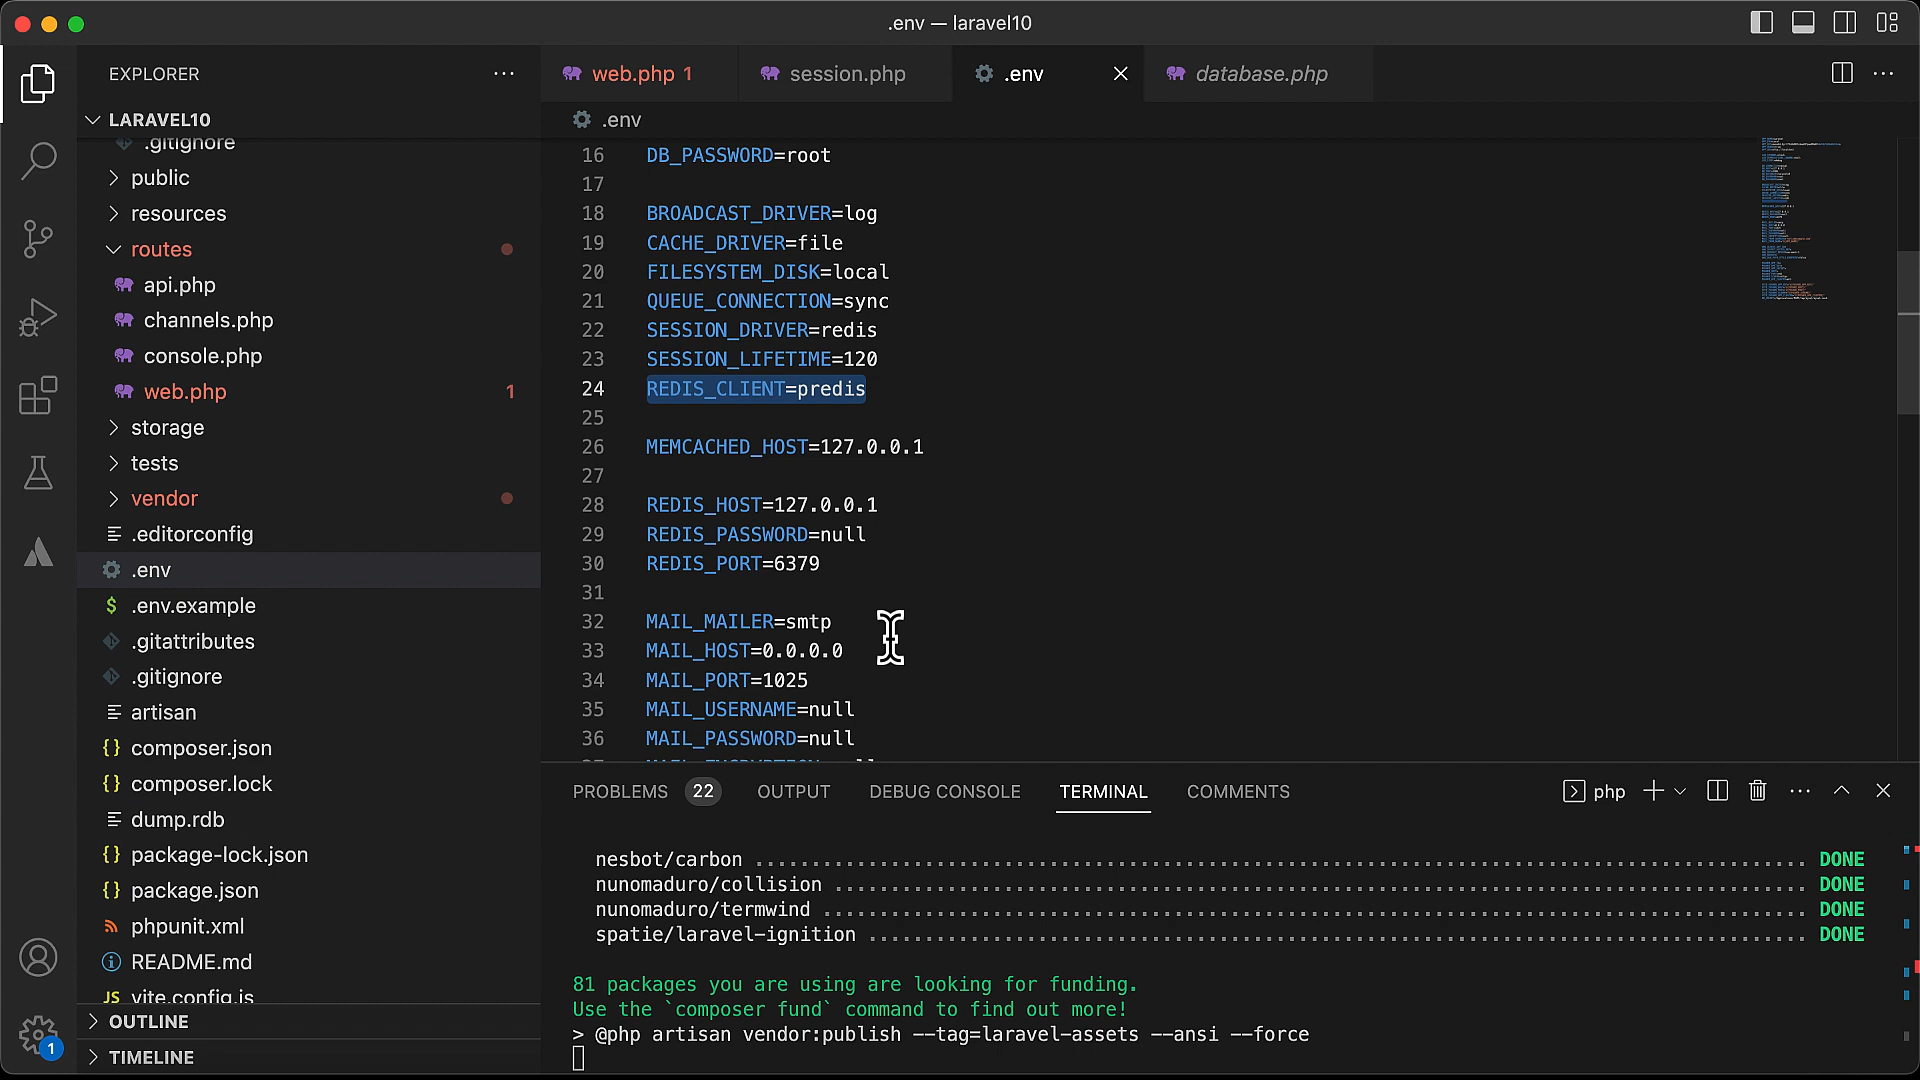 .env — laravel10
EXPLORER
LARAVEL10
.gitignore
public
resources
routes
api.php
channels.php
console.php
web.php 1
storage
tests
vendor
.editorconfig
.env
$ .env.example
.gitattributes
.gitignore
artisan
{} composer.json
{} composer.lock
dump.rdb
{} package-lock.json
{} package.json
phpunit.xml
README.md
JS vite.config.js
OUTLINE
TIMELINE
1
web.php 1
session.php
.env
database.php
.env
16 DB_PASSWORD=root
17
18 BROADCAST_DRIVER=log
19 CACHE_DRIVER=file
20 FILESYSTEM_DISK=local
21 QUEUE_CONNECTION=sync
22 SESSION_DRIVER=redis
23 SESSION_LIFETIME=120
24 REDIS_CLIENT=predis
25
26 MEMCACHED_HOST=127.0.0.1
27
28 REDIS_HOST=127.0.0.1
29 REDIS_PASSWORD=null
30 REDIS_PORT=6379
31
32 MAIL_MAILER=smtp
33 MAIL_HOST=0.0.0.0
34 MAIL_PORT=1025
35 MAIL_USERNAME=null
36 MAIL_PASSWORD=null
PROBLEMS 22 OUTPUT DEBUG CONSOLE TERMINAL COMMENTS
php
nesbot/carbon ............................................................ DONE
nunomaduro/collision ..................................................... DONE
nunomaduro/termwind ...................................................... DONE
spatie/laravel-ignition .................................................. DONE
81 packages you are using are looking for funding.
Use the `composer fund` command to find out more!
> @php artisan vendor:publish --tag=laravel-assets --ansi --force